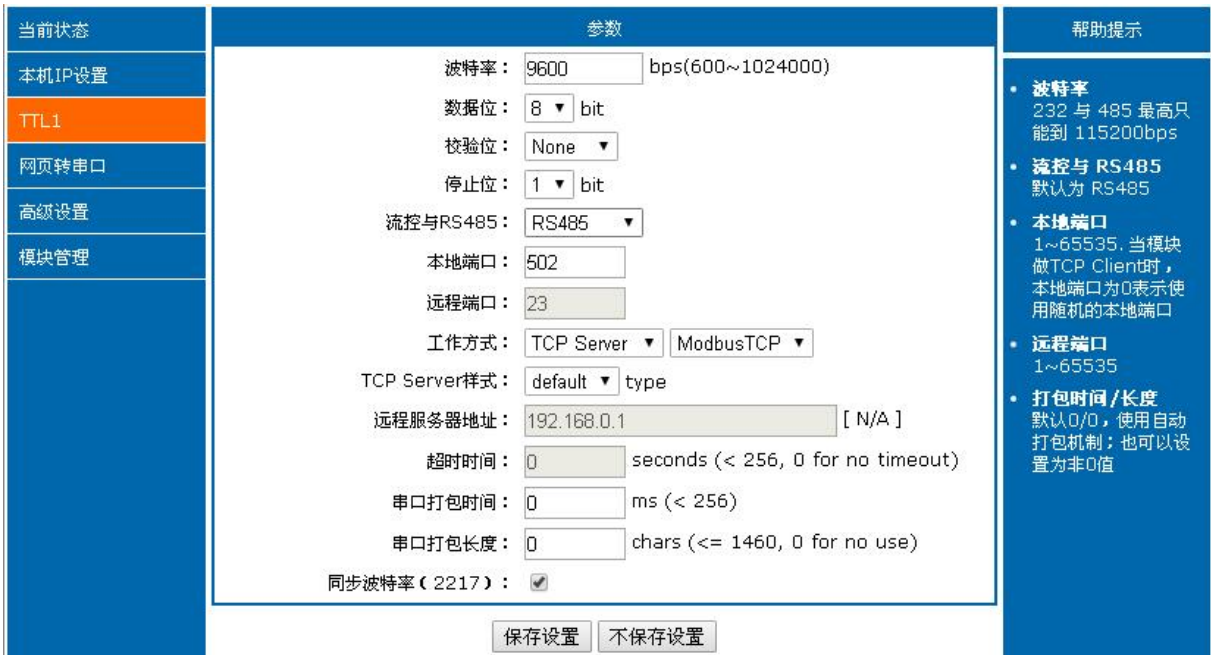 当前状态
本机IP设置
TTL1
网页转串口
高级设置
模块管理
参数
波特率： 9600 bps(600~1024000)
数据位： 8 bit
校验位： None
停止位： 1 bit
流控与RS485： RS485
本地端口： 502
远程端口： 23
工作方式： TCP Server ModbusTCP
TCP Server样式： default type
远程服务器地址： 192.168.0.1 [ N/A ]
超时时间： 0 seconds (< 256, 0 for no timeout)
串口打包时间： 0 ms (< 256)
串口打包长度： 0 chars (<= 1460, 0 for no use)
同步波特率(2217)：
保存设置 不保存设置
帮助提示
• 波特率
232 与 485 最高只
能到 115200bps
• 流控与 RS485
默认为 RS485
• 本地端口
1~65535. 当模块
做TCP Client时，
本地端口为0表示使
用随机的本地端口
• 远程端口
1~65535
• 打包时间/长度
默认0/0，使用自动
打包机制；也可以设
置为非0值